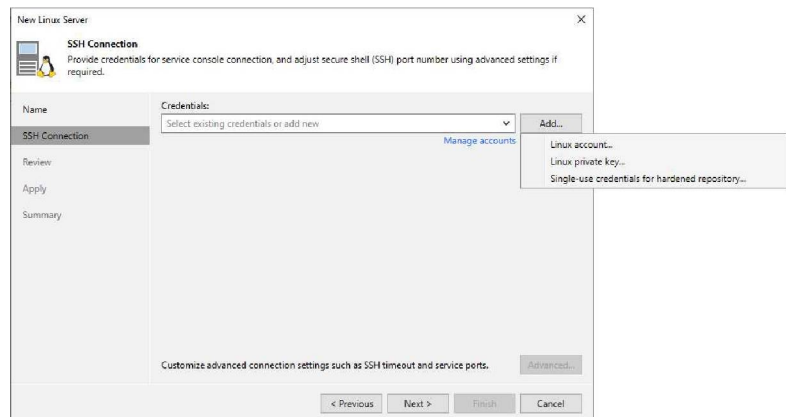 New Linux Server
SSH Connection
Provide credentials for service console connection, and adjust secure shell (SSH) port number using advanced settings if
required.
Name
SSH Connection
Review
Apply
Summary
Credentials:
Select existing credentials or add new
Add...
Manage accounts
Linux account...
Linux private key...
Single-use credentials for hardened repository...
Customize advanced connection settings such as SSH timeout and service ports.
Advanced...
< Previous
Next >
Finish
Cancel